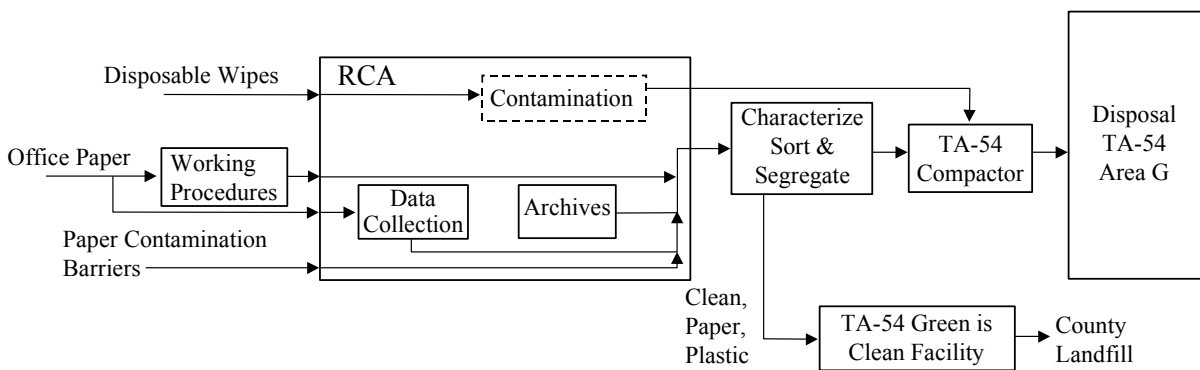 Disposable Wipes
RCA
Contamination
Office Paper
Working
Procedures
Data
Collection
Archives
Paper Contamination
Barriers
Characterize
Sort &
Segregate
TA-54
Compactor
Disposal
TA-54
Area G
Clean,
Paper,
Plastic
TA-54 Green is
Clean Facility
County
Landfill